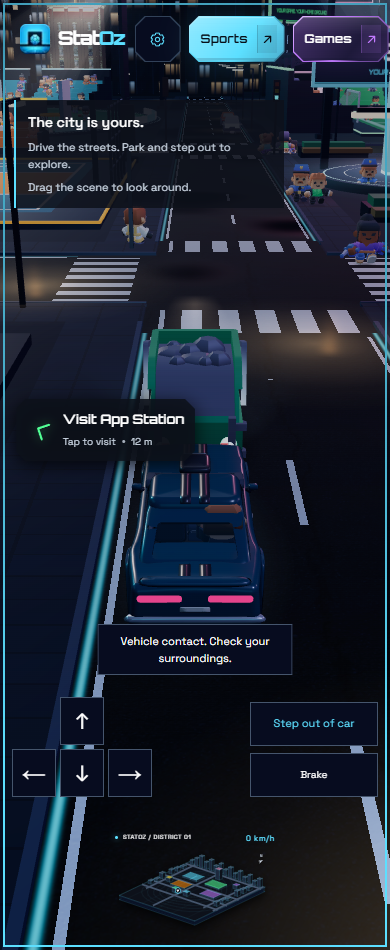 StatOz
Sports
Games
The city is yours.
Drive the streets. Park and step out to
explore.
Drag the scene to look around.
Visit App Station
Tap to visit • 12 m
Vehicle contact. Check your
surroundings.
Step out of car
Brake
STATOZ / DISTRICT 01
0 km/h